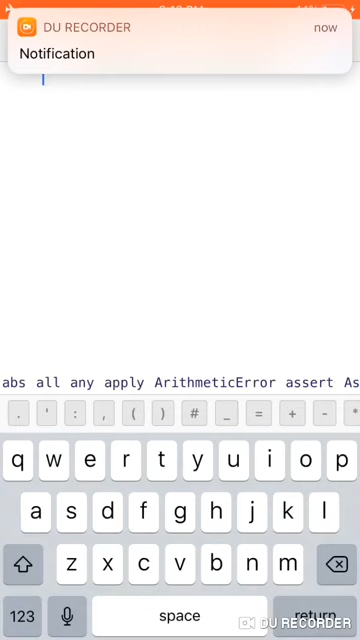 DU RECORDER now
Notification
abs all any apply ArithmeticError assert As
. ' : , ( ) # _ = + - *
q w e r t y u i o p
a s d f g h j k l
z x c v b n m
123 space return
DU RECORDER